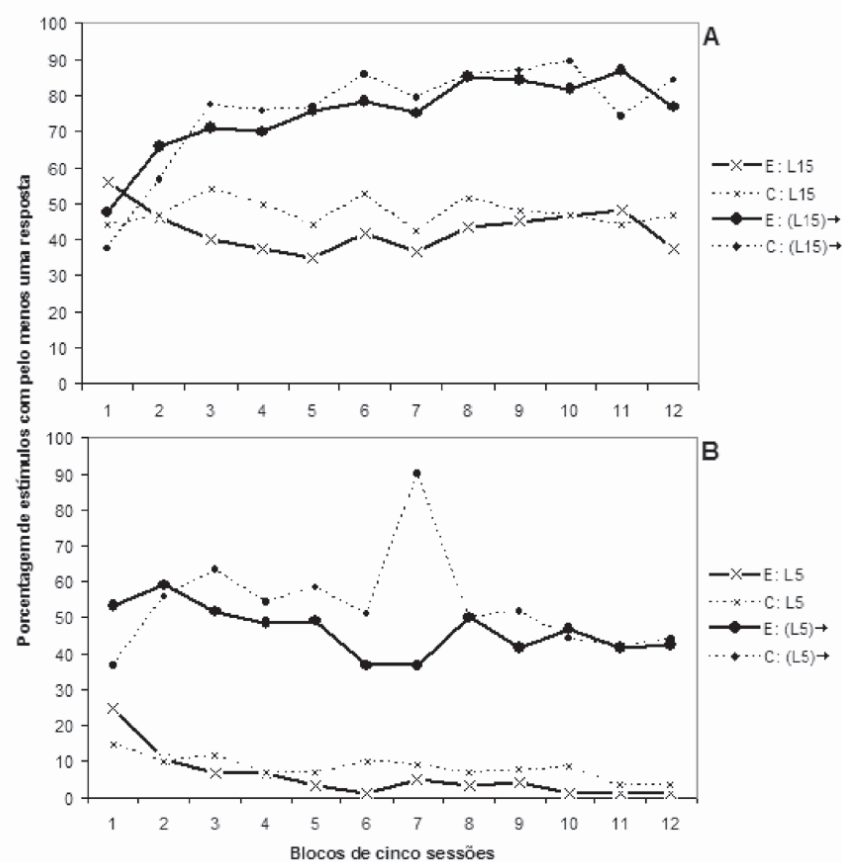 Porcentagem de estímulos com pelo menos uma resposta
A
100
90
80
70
60
50
40
30
20
10
0
1 2 3 4 5 6 7 8 9 10 11 12
E: L15
C: L15
E: (L15)→
C: (L15)→
B
100
90
80
70
60
50
40
30
20
10
0
1 2 3 4 5 6 7 8 9 10 11 12
E: L5
C: L5
E: (L5)→
C: (L5)→
Blocos de cinco sessões